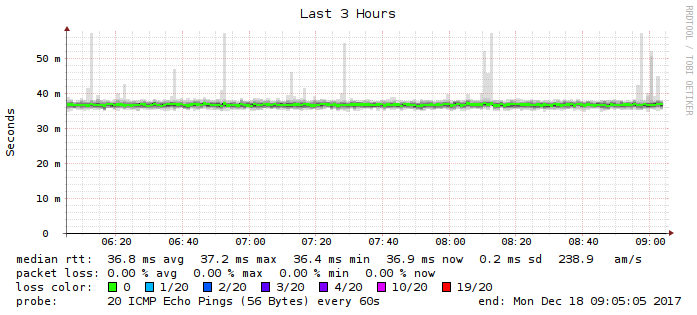 Last 3 Hours
RRDTOOL / TOBI OETIKER
Seconds
50 m
40 m
30 m
20 m
10 m
0
06:20 06:40 07:00 07:20 07:40 08:00 08:20 08:40 09:00
median rtt: 36.8 ms avg 37.2 ms max 36.4 ms min 36.9 ms now 0.2 ms sd 238.9 am/s
packet loss: 0.00 % avg 0.00 % max 0.00 % min 0.00 % now
loss color: 0 1/20 2/20 3/20 4/20 10/20 19/20
probe: 20 ICMP Echo Pings (56 Bytes) every 60s end: Mon Dec 18 09:05:05 2017